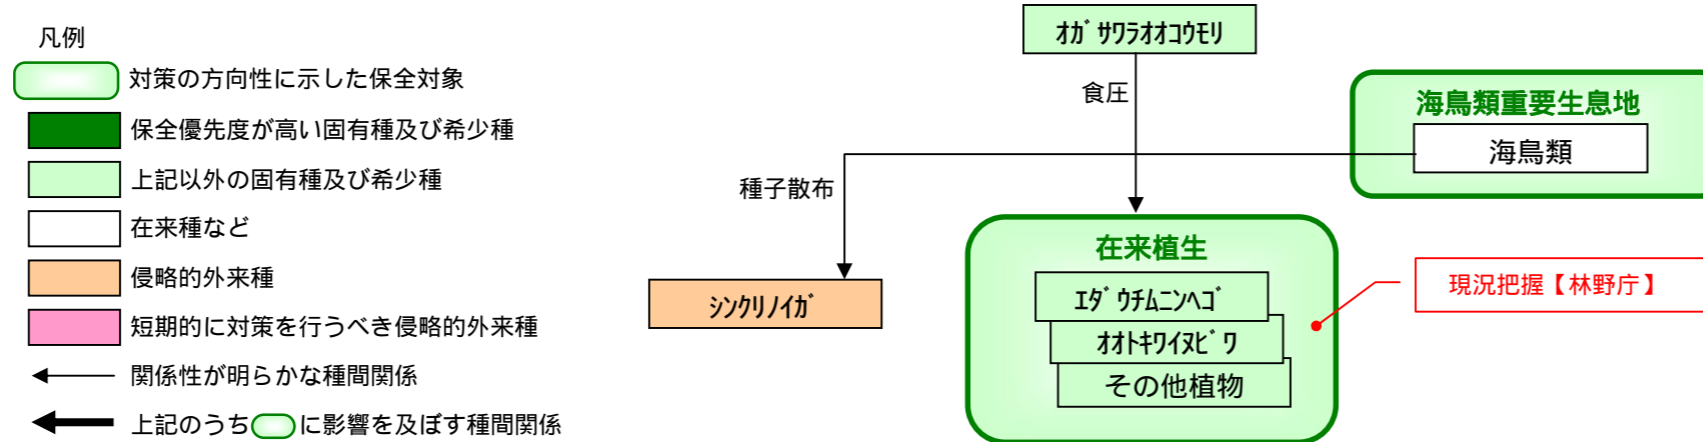 凡例
対策の方向性に示した保全対象
保全優先度が高い固有種及び希少種
上記以外の固有種及び希少種
在来種など
侵略的外来種
短期的に対策を行うべき侵略的外来種
関係性が明らかな種間関係
上記のうち に影響を及ぼす種間関係
ｵｶﾞｻﾜﾗｵｵｺｳﾓﾘ
食圧
海鳥類重要生息地
海鳥類
種子散布
ｼﾝｸﾘﾉｲｶﾞ
在来植生
ｴﾀﾞｳﾁﾑﾆﾝﾍｺﾞ
ｵｵﾄｷﾜｲﾇﾋﾞﾜ
その他植物
現況把握【林野庁】